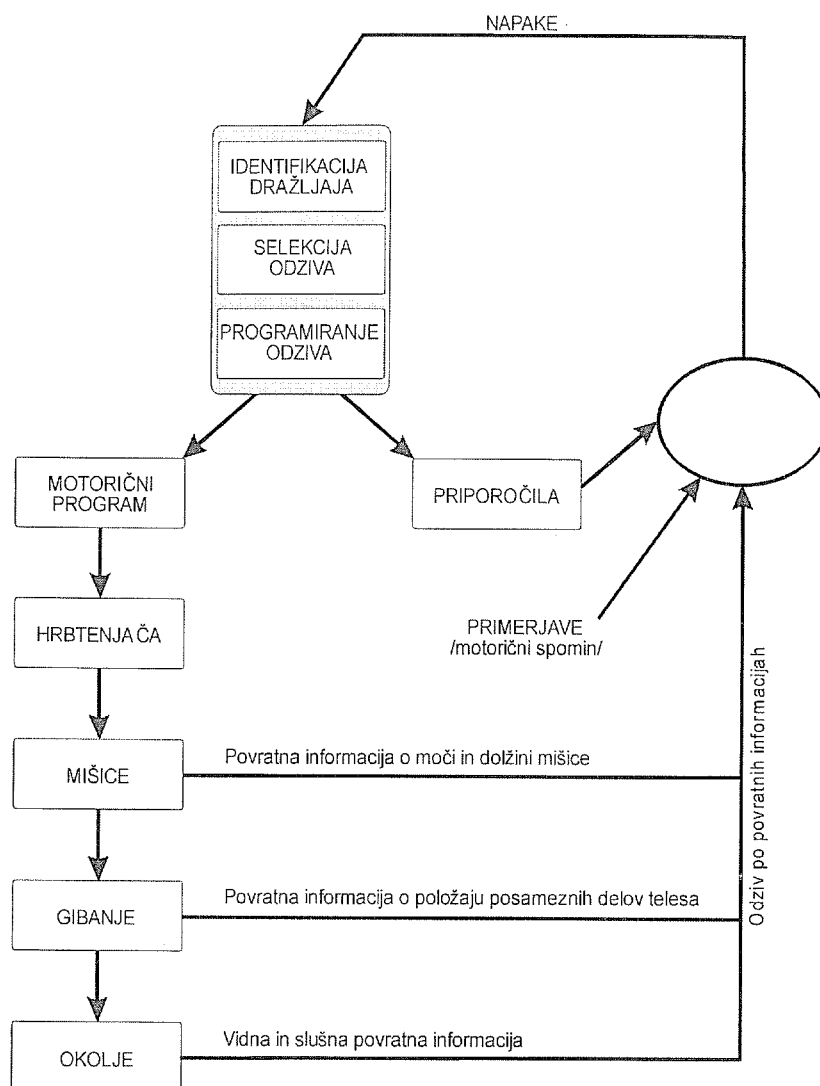 NAPAKE
IDENTIFIKACIJA
DRAŽLJAJA
SELEKCIJA
ODZIVA
PROGRAMIRANJE
ODZIVA
MOTORIČNI
PROGRAM
PRIPOROČILA
HRBTENJAČA
PRIMERJAVE
/motorični spomin/
MIŠICE
Povratna informacija o moči in dolžini mišice
GIBANJE
Povratna informacija o položaju posameznih delov telesa
OKOLJE
Vidna in slušna povratna informacija
Odziv po povratnih informacijah